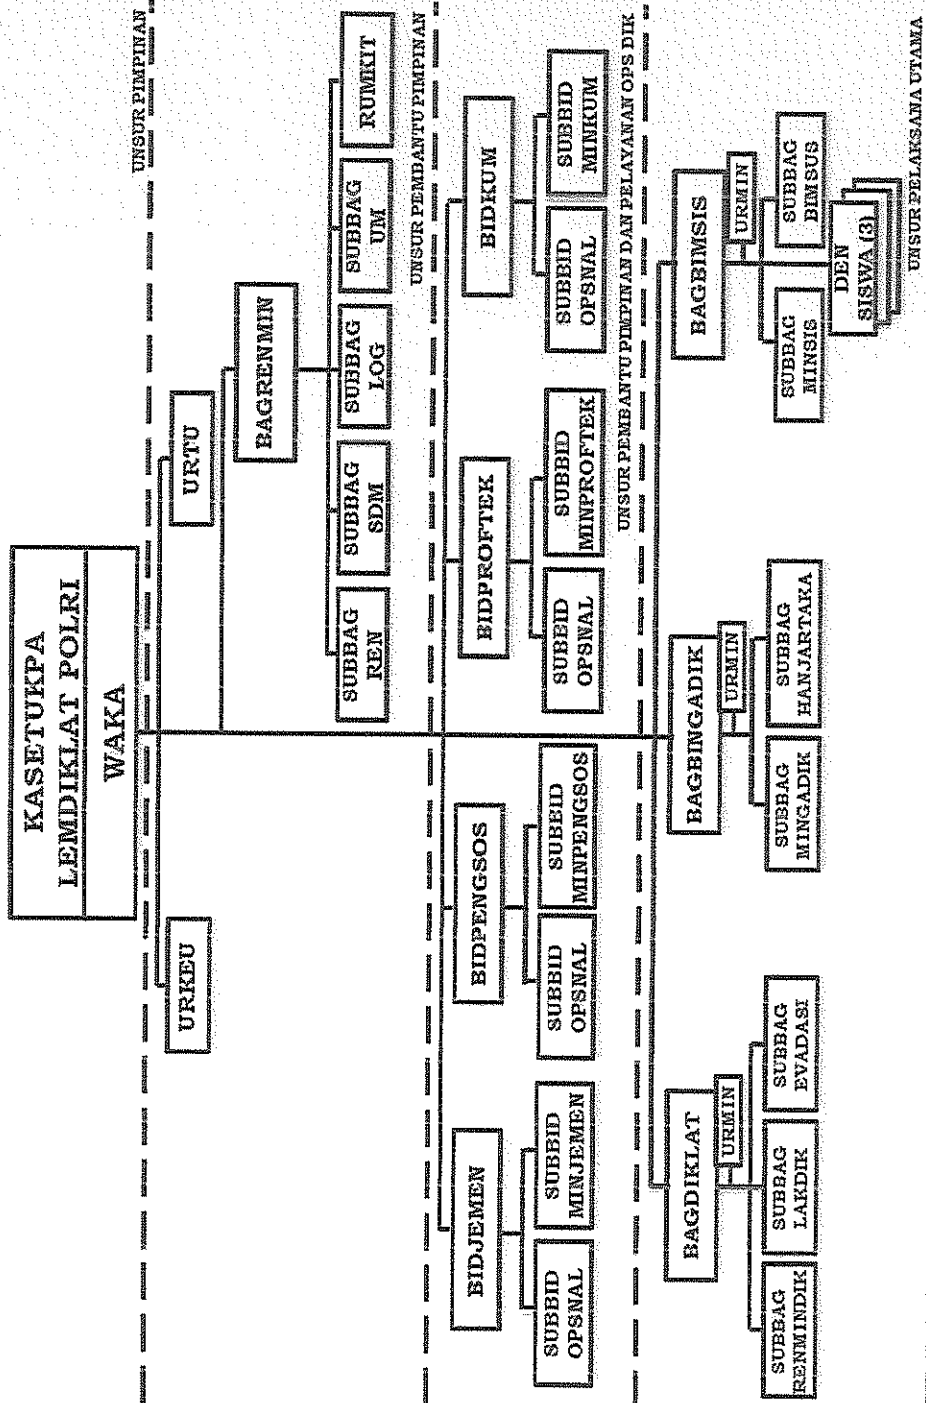 KASETUKPA
LEMDIKLAT POLRI
WAKA
UNSUR PIMPINAN
URKEU
URTU
BAGRENMIN
SUBBAG
REN
SUBBAG
SDM
SUBBAG
LOG
SUBBAG
UM
RUMKIT
UNSUR PEMBANTU PIMPINAN
BIDJEMEN
BIDPENGSOS
BIDPROFTEK
BIDKUM
SUBBID
OPSNAL
SUBBID
MINJEMEN
SUBBID
OPSNAL
SUBBID
MINPENGSOS
SUBBID
OPSNAL
SUBBID
MINPROFTEK
SUBBID
OPSNAL
SUBBID
MINKUM
UNSUR PEMBANTU PIMPINAN DAN PELAYANAN OPS DIK
BAGDIKLAT
BAGBINGADIK
BAGBIMSIS
URMIN
URMIN
URMIN
SUBBAG
RENMINDIK
SUBBAG
LAKDIK
SUBBAG
EVADASI
SUBBAG
MINGADIK
SUBBAG
HANJARTAKA
SUBBAG
MINSIS
SUBBAG
BIMSUS
DEN
SISWA (3)
UNSUR PELAKSANA UTAMA